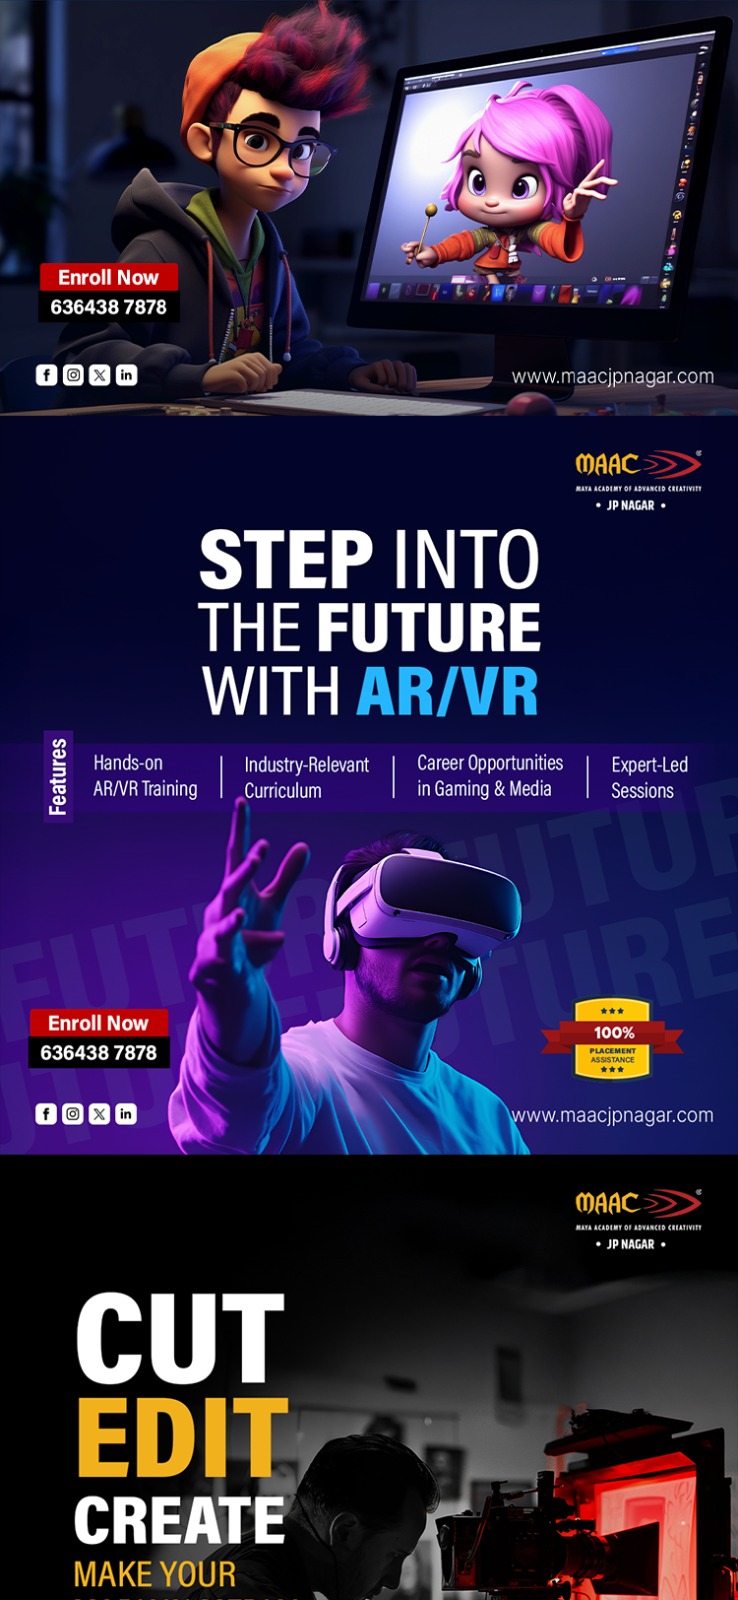 Enroll Now
636438 7878
www.maacjpnagar.com
MAAC
MAYA ACADEMY OF ADVANCED CREATIVITY
• JP NAGAR •
STEP INTO
THE FUTURE
WITH AR/VR
Features
Hands-on
AR/VR Training
Industry-Relevant
Curriculum
Career Opportunities
in Gaming & Media
Expert-Led
Sessions
FUTURE FUTURE
FUTURE FUTURE
Enroll Now
636438 7878
100%
PLACEMENT
ASSISTANCE
www.maacjpnagar.com
MAAC
MAYA ACADEMY OF ADVANCED CREATIVITY
• JP NAGAR •
CUT
EDIT
CREATE
MAKE YOUR